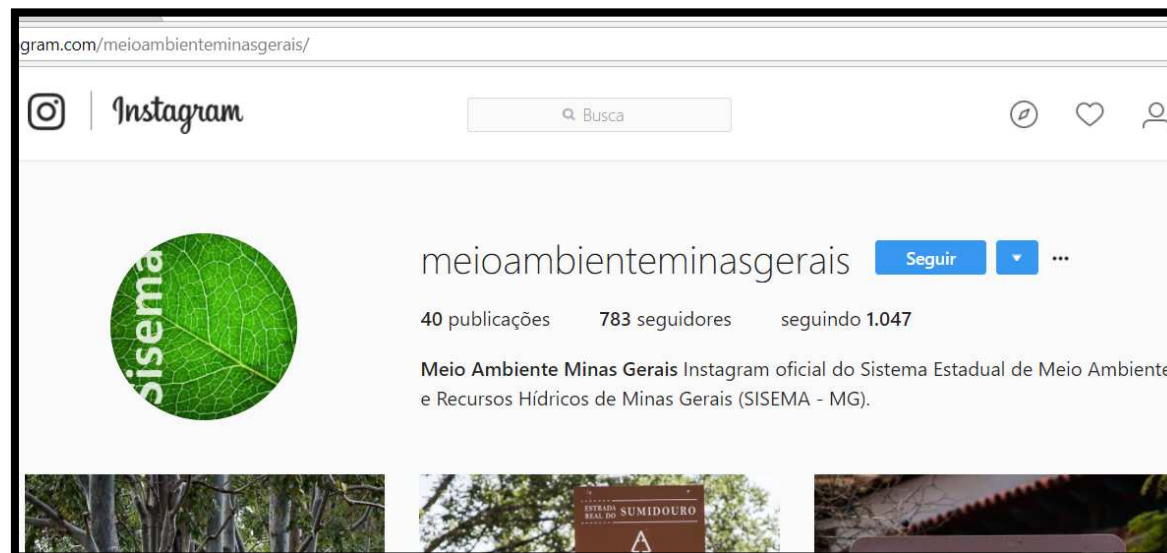 gram.com/meioambienteminasgerais/
Instagram
Busca
sisema
meioambienteminasgerais Seguir
40 publicações 783 seguidores seguindo 1.047
Meio Ambiente Minas Gerais Instagram oficial do Sistema Estadual de Meio Ambiente
e Recursos Hídricos de Minas Gerais (SISEMA - MG).
ESTRADA
REAL DO SUMIDOURO